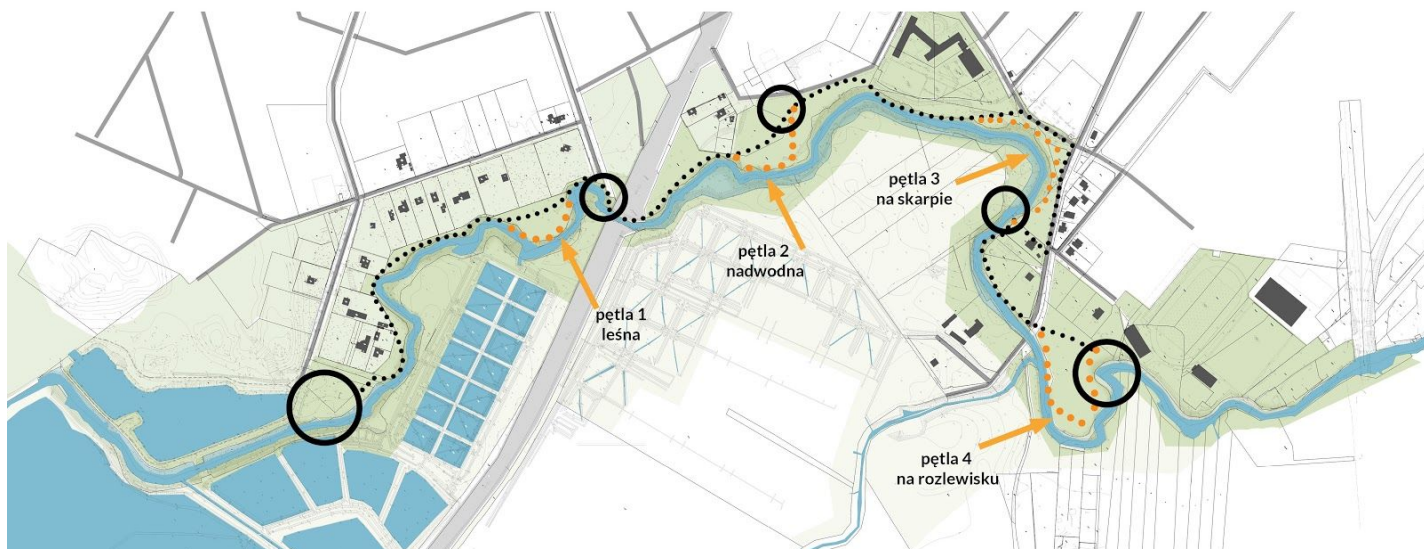 pętla 1
leśna
pętla 2
nadwodna
pętla 3
na skarpie
pętla 4
na rozlewisku